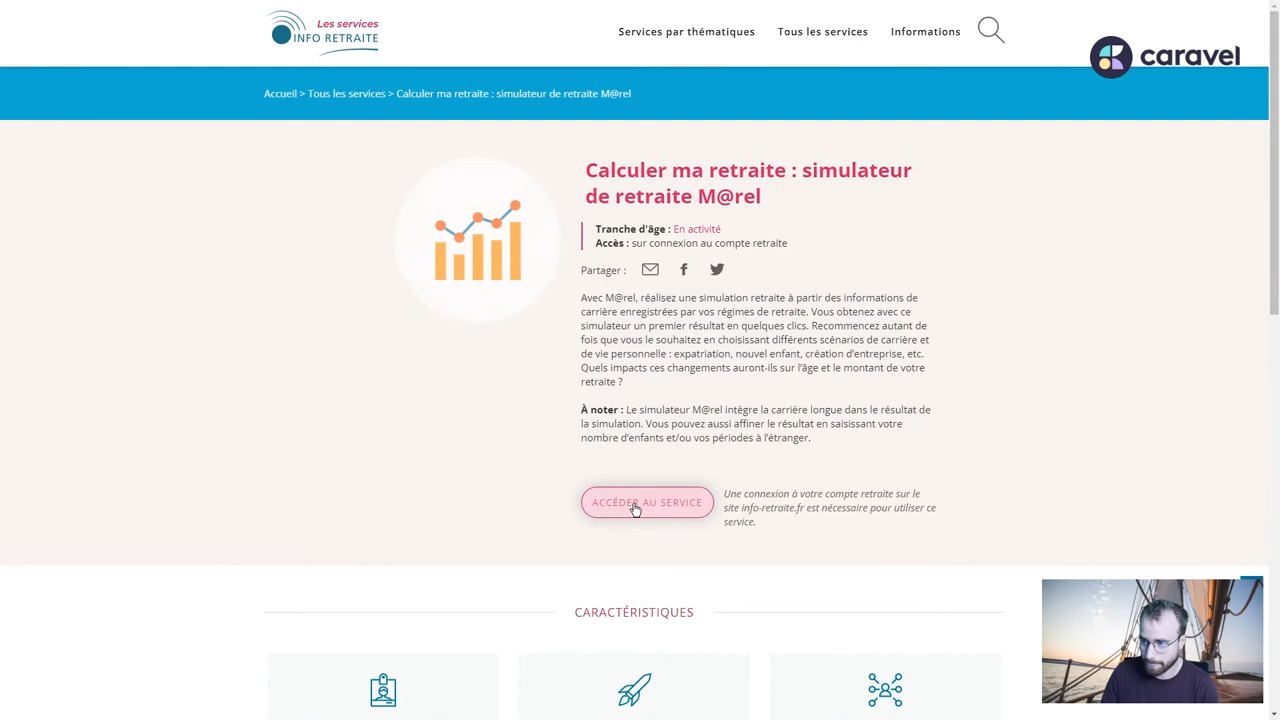 Les services
INFO RETRAITE
Services par thématiques
Tous les services
Informations
caravel
Accueil > Tous les services > Calculer ma retraite : simulateur de retraite M@rel
Calculer ma retraite : simulateur
de retraite M@rel
Tranche d'âge : En activité
Accès : sur connexion au compte retraite
Partager :
Avec M@rel, réalisez une simulation retraite à partir des informations de
carrière enregistrées par vos régimes de retraite. Vous obtenez avec ce
simulateur un premier résultat en quelques clics. Recommencez autant de
fois que vous le souhaitez en choisissant différents scénarios de carrière et
de vie personnelle : expatriation, nouvel enfant, création d'entreprise, etc.
Quels impacts ces changements auront-ils sur l'âge et le montant de votre
retraite ?
À noter : Le simulateur M@rel intègre la carrière longue dans le résultat de
la simulation. Vous pouvez aussi affiner le résultat en saisissant votre
nombre d'enfants et/ou vos périodes à l'étranger.
ACCÉDER AU SERVICE
Une connexion à votre compte retraite sur le
site info-retraite.fr est nécessaire pour utiliser ce
service.
CARACTÉRISTIQUES